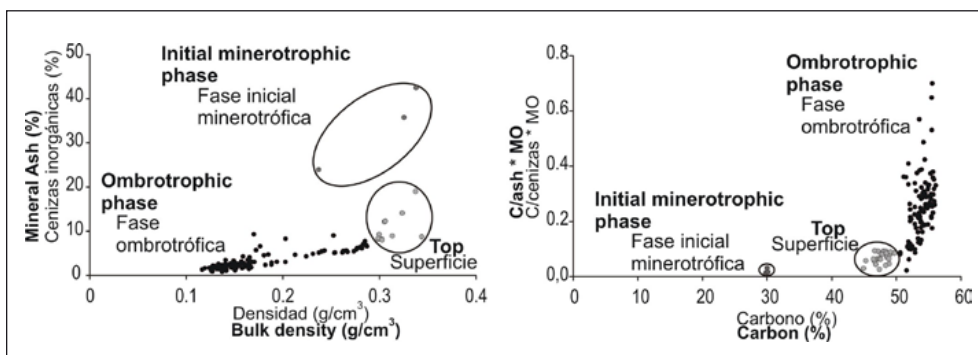 Mineral Ash (%)
Cenizas inorgánicas (%)
50
40
30
20
10
0
Initial minerotrophic
phase
Fase inicial
minerotrófica
Ombrotrophic
phase
Fase
ombrotrófica
Top
Superficie
0
0.1
0.2
0.3
0.4
Densidad (g/cm³)
Bulk density (g/cm³)
C/ash * MO
C/cenizas * MO
0.8
0.6
0.4
0.2
0,0
Ombrotrophic
phase
Fase
ombrotrófica
Initial minerotrophic
phase
Fase inicial
minerotrófica
Top
Superficie
0
10
20
30
40
50
60
Carbono (%)
Carbon (%)